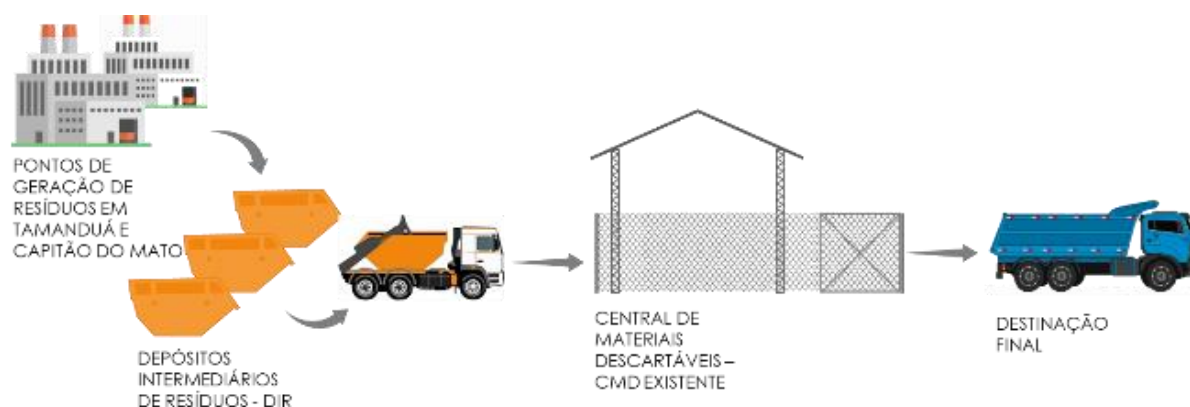 PONTOS DE
GERAÇÃO DE
RESÍDUOS EM
TAMANDUÁ E
CAPITÃO DO MATO
DEPÓSITOS
INTERMEDIÁRIOS
DE RESÍDUOS - DIR
CENTRAL DE
MATERIAIS
DESCARTÁVEIS –
CMD EXISTENTE
DESTINAÇÃO
FINAL